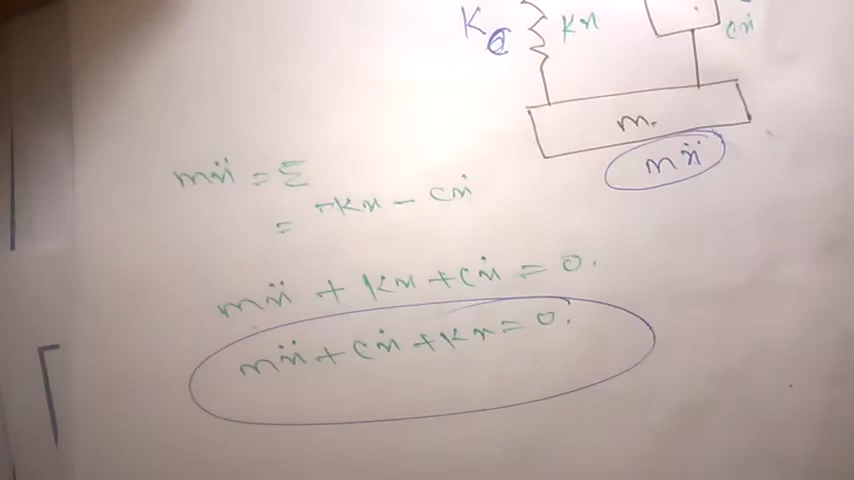 K
Kx
cẋ
m.
mẍ
mẍ = Σ
= -Kx - cẋ
mẍ + Kx + cẋ = 0.
mẍ + cẋ + Kx = 0.